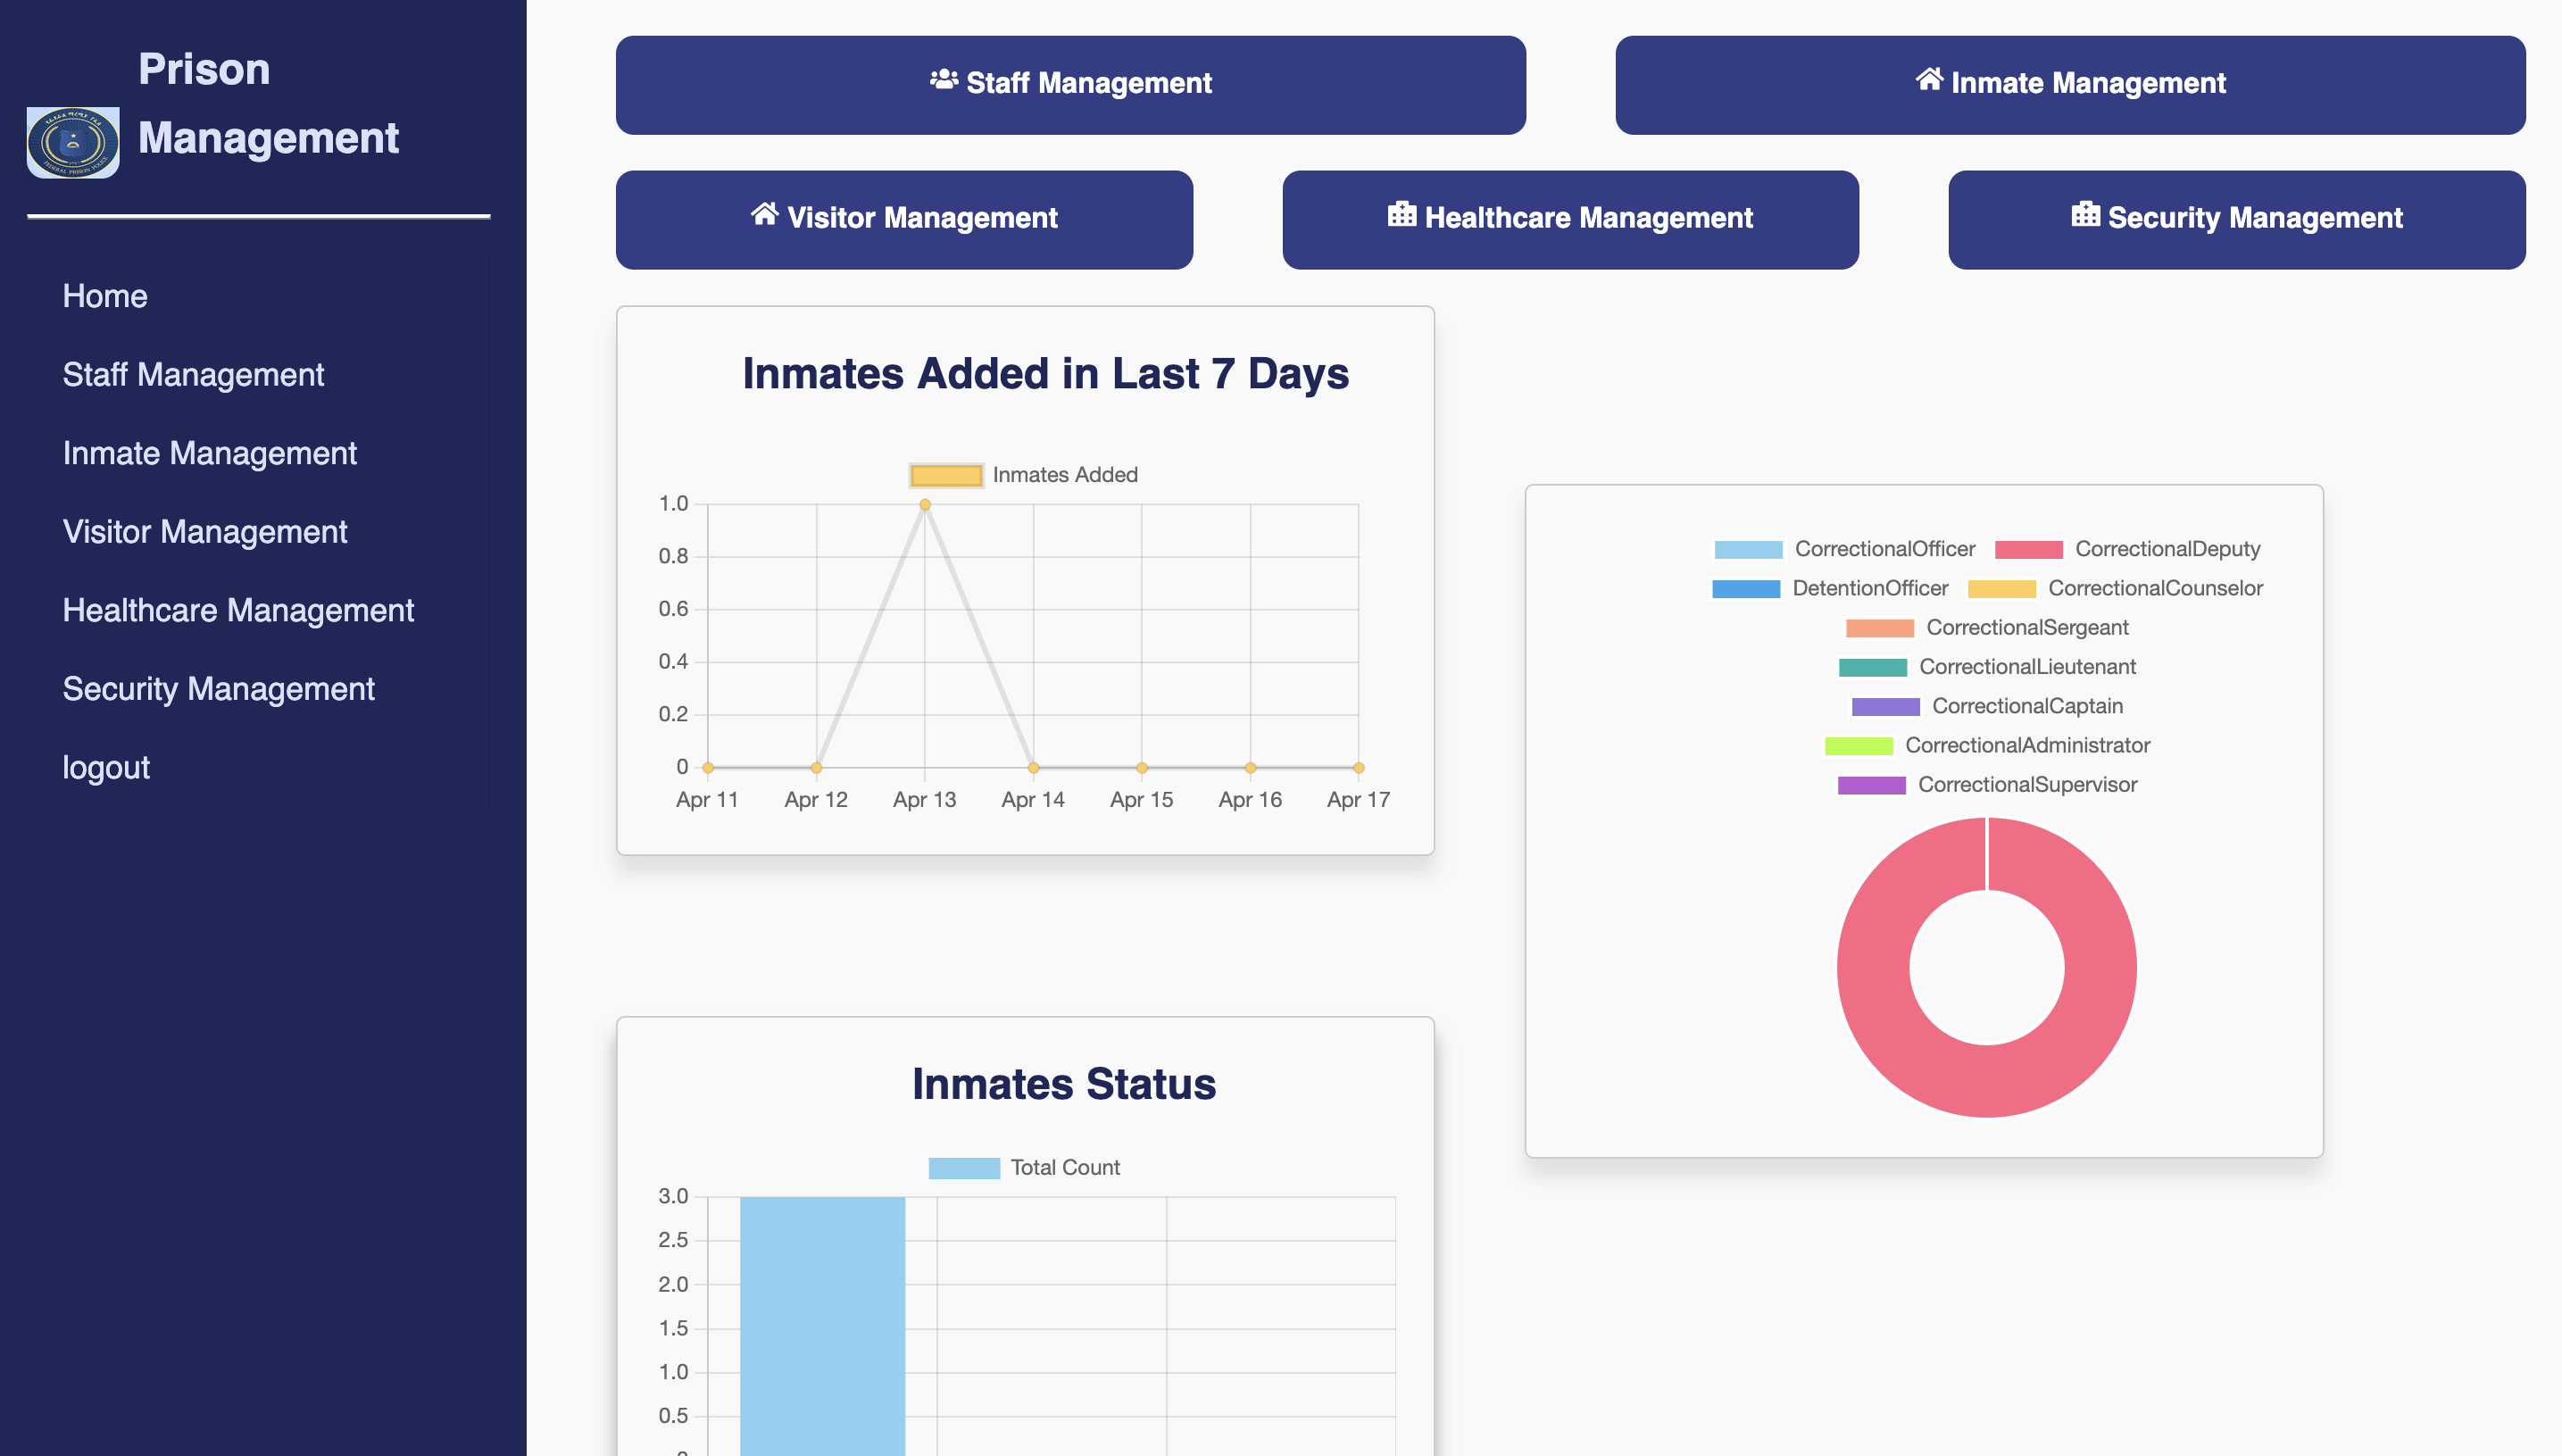 Prison
Management
FEDERAL PRISON POLICE
Home
Staff Management
Inmate Management
Visitor Management
Healthcare Management
Security Management
logout
Staff Management
Inmate Management
Visitor Management
Healthcare Management
Security Management
Inmates Added in Last 7 Days
Inmates Added
1.0
0.8
0.6
0.4
0.2
0
Apr 11 Apr 12 Apr 13 Apr 14 Apr 15 Apr 16 Apr 17
CorrectionalOfficer CorrectionalDeputy
DetentionOfficer CorrectionalCounselor
CorrectionalSergeant
CorrectionalLieutenant
CorrectionalCaptain
CorrectionalAdministrator
CorrectionalSupervisor
Inmates Status
Total Count
3.0
2.5
2.0
1.5
1.0
0.5